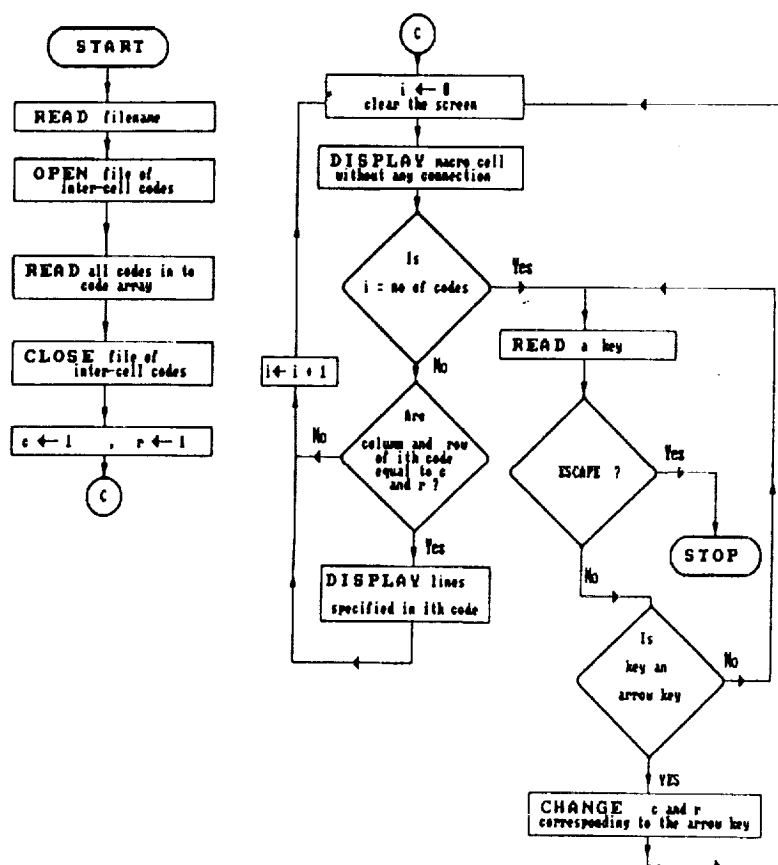 START
READ filename
OPEN file of
inter-cell codes
READ all codes in to
code array
CLOSE file of
inter-cell codes
c ← 1 , r ← 1
C
C
i ← 0
clear the screen
DISPLAY macro cell
without any connection
Is
i = no of codes
Yes
No
i ← i + 1
Are
column and row
of ith code
equal to c
and r ?
No
Yes
DISPLAY lines
specified in ith code
READ a key
ESCAPE ?
Yes
STOP
No
Is
key an
arrow key
No
YES
CHANGE c and r
corresponding to the arrow key